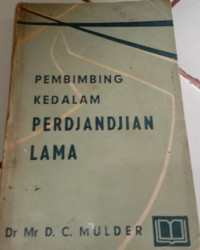 PEMBIMBING
KEDALAM
PERDJANDJIAN
LAMA
Dr Mr D. C. MULDER